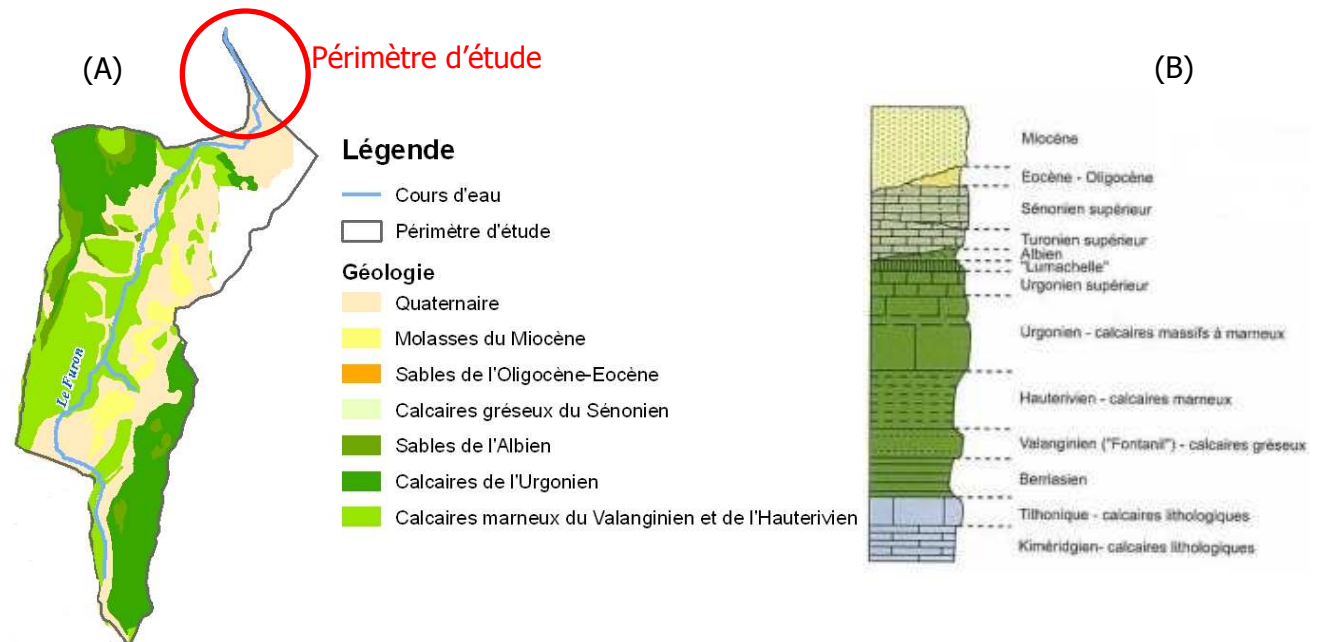 (A)
Périmètre d'étude
Le Furon
Légende
Cours d'eau
Périmètre d'étude
Géologie
Quaternaire
Molasses du Miocène
Sables de l'Oligocène-Eocène
Calcaires gréseux du Sénonien
Sables de l'Albien
Calcaires de l'Urgonien
Calcaires marneux du Valanginien et de l'Hauterivien
(B)
Miocène
Eocène - Oligocène
Sénonien supérieur
Turonien supérieur
Albien
"Lumachelle"
Urgonien supérieur
Urgonien - calcaires massifs à marneux
Hauterivien - calcaires marneux
Valanginien ("Fontanil") - calcaires gréseux
Berriasien
Tithonique - calcaires lithologiques
Kiméridgien- calcaires lithologiques